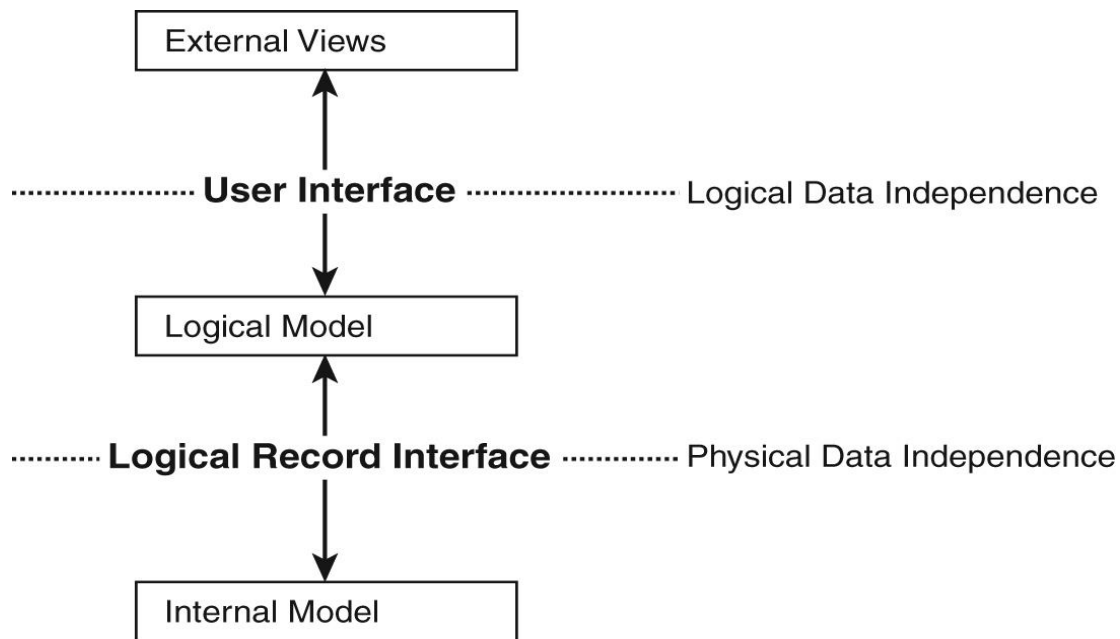 External Views
User Interface
Logical Data Independence
Logical Model
Logical Record Interface
Physical Data Independence
Internal Model